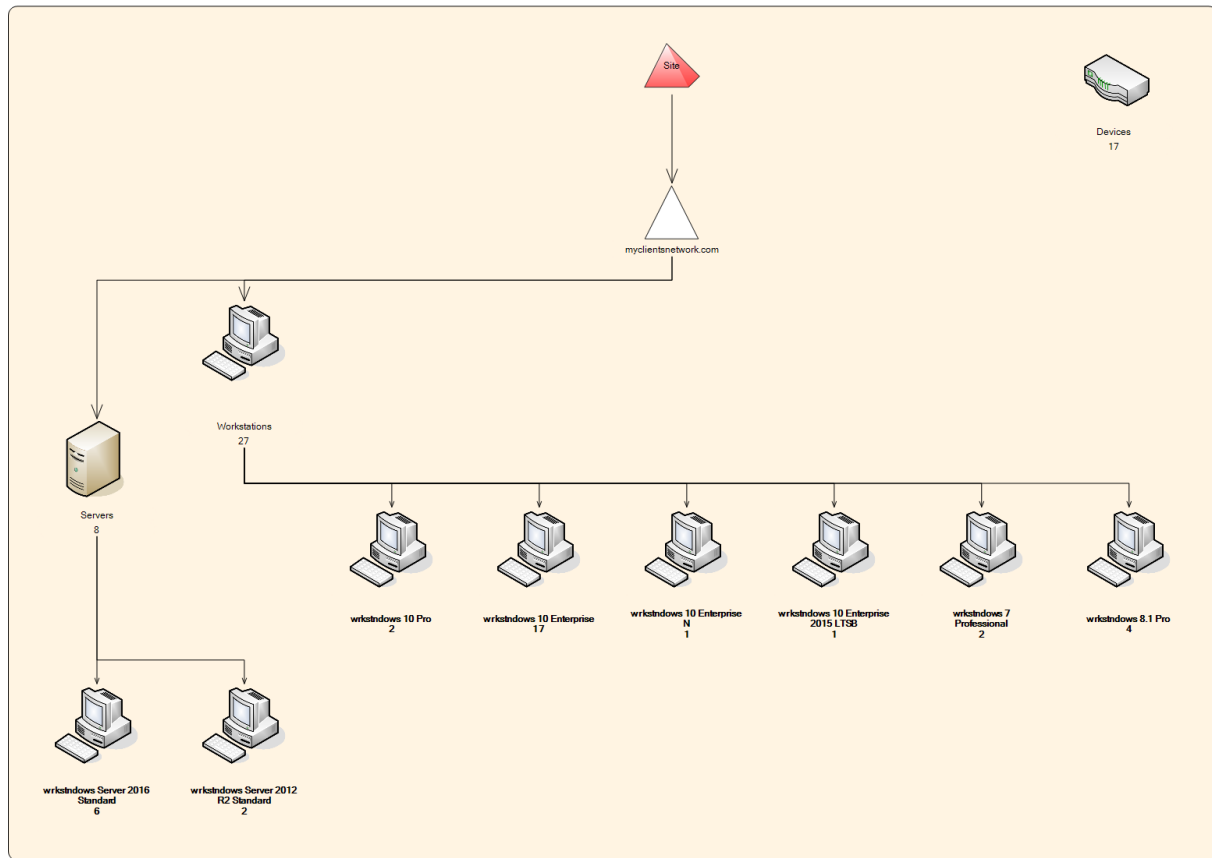 Site
Devices
17
myclientsnetwork.com
Workstations
27
Servers
8
wrkstndows 10 Pro
2
wrkstndows 10 Enterprise
17
wrkstndows 10 Enterprise
N
1
wrkstndows 10 Enterprise
2015 LTSB
1
wrkstndows 7
Professional
2
wrkstndows 8.1 Pro
4
wrkstndows Server 2016
Standard
6
wrkstndows Server 2012
R2 Standard
2